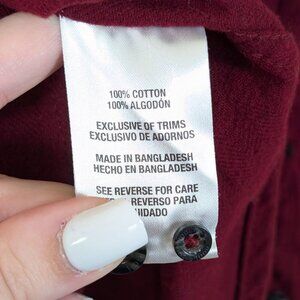 100% COTTON
100% ALGODÓN
EXCLUSIVE OF TRIMS
EXCLUSIVO DE ADORNOS
MADE IN BANGLADESH
HECHO EN BANGLADESH
SEE REVERSE FOR CARE
REVERSO PARA